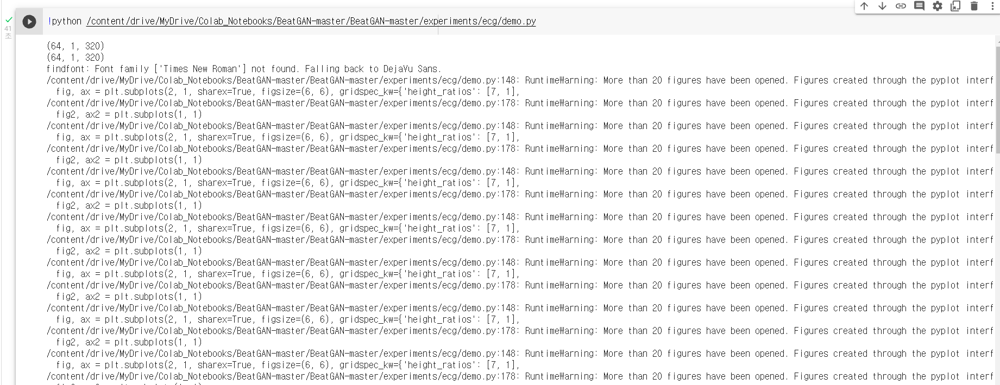 !python /content/drive/MyDrive/Colab_Notebooks/BeatGAN-master/BeatGAN-master/experiments/ecg/demo.py
41
초
(64, 1, 320)
(64, 1, 320)
findfont: Font family ['Times New Roman'] not found. Falling back to DejaVu Sans.
/content/drive/MyDrive/Colab_Notebooks/BeatGAN-master/BeatGAN-master/experiments/ecg/demo.py:148: RuntimeWarning: More than 20 figures have been opened. Figures created through the pyplot interf
fig, ax = plt.subplots(2, 1, sharex=True, figsize=(6, 6), gridspec_kw={'height_ratios': [7, 1],
/content/drive/MyDrive/Colab_Notebooks/BeatGAN-master/BeatGAN-master/experiments/ecg/demo.py:178: RuntimeWarning: More than 20 figures have been opened. Figures created through the pyplot interf
fig2, ax2 = plt.subplots(1, 1)
/content/drive/MyDrive/Colab_Notebooks/BeatGAN-master/BeatGAN-master/experiments/ecg/demo.py:148: RuntimeWarning: More than 20 figures have been opened. Figures created through the pyplot interf
fig, ax = plt.subplots(2, 1, sharex=True, figsize=(6, 6), gridspec_kw={'height_ratios': [7, 1],
/content/drive/MyDrive/Colab_Notebooks/BeatGAN-master/BeatGAN-master/experiments/ecg/demo.py:178: RuntimeWarning: More than 20 figures have been opened. Figures created through the pyplot interf
fig2, ax2 = plt.subplots(1, 1)
/content/drive/MyDrive/Colab_Notebooks/BeatGAN-master/BeatGAN-master/experiments/ecg/demo.py:148: RuntimeWarning: More than 20 figures have been opened. Figures created through the pyplot interf
fig, ax = plt.subplots(2, 1, sharex=True, figsize=(6, 6), gridspec_kw={'height_ratios': [7, 1],
/content/drive/MyDrive/Colab_Notebooks/BeatGAN-master/BeatGAN-master/experiments/ecg/demo.py:178: RuntimeWarning: More than 20 figures have been opened. Figures created through the pyplot interf
fig2, ax2 = plt.subplots(1, 1)
/content/drive/MyDrive/Colab_Notebooks/BeatGAN-master/BeatGAN-master/experiments/ecg/demo.py:148: RuntimeWarning: More than 20 figures have been opened. Figures created through the pyplot interf
fig, ax = plt.subplots(2, 1, sharex=True, figsize=(6, 6), gridspec_kw={'height_ratios': [7, 1],
/content/drive/MyDrive/Colab_Notebooks/BeatGAN-master/BeatGAN-master/experiments/ecg/demo.py:178: RuntimeWarning: More than 20 figures have been opened. Figures created through the pyplot interf
fig2, ax2 = plt.subplots(1, 1)
/content/drive/MyDrive/Colab_Notebooks/BeatGAN-master/BeatGAN-master/experiments/ecg/demo.py:148: RuntimeWarning: More than 20 figures have been opened. Figures created through the pyplot interf
fig, ax = plt.subplots(2, 1, sharex=True, figsize=(6, 6), gridspec_kw={'height_ratios': [7, 1],
/content/drive/MyDrive/Colab_Notebooks/BeatGAN-master/BeatGAN-master/experiments/ecg/demo.py:178: RuntimeWarning: More than 20 figures have been opened. Figures created through the pyplot interf
fig2, ax2 = plt.subplots(1, 1)
/content/drive/MyDrive/Colab_Notebooks/BeatGAN-master/BeatGAN-master/experiments/ecg/demo.py:148: RuntimeWarning: More than 20 figures have been opened. Figures created through the pyplot interf
fig, ax = plt.subplots(2, 1, sharex=True, figsize=(6, 6), gridspec_kw={'height_ratios': [7, 1],
/content/drive/MyDrive/Colab_Notebooks/BeatGAN-master/BeatGAN-master/experiments/ecg/demo.py:178: RuntimeWarning: More than 20 figures have been opened. Figures created through the pyplot interf
fig2, ax2 = plt.subplots(1, 1)
/content/drive/MyDrive/Colab_Notebooks/BeatGAN-master/BeatGAN-master/experiments/ecg/demo.py:148: RuntimeWarning: More than 20 figures have been opened. Figures created through the pyplot interf
fig, ax = plt.subplots(2, 1, sharex=True, figsize=(6, 6), gridspec_kw={'height_ratios': [7, 1],
/content/drive/MyDrive/Colab_Notebooks/BeatGAN-master/BeatGAN-master/experiments/ecg/demo.py:178: RuntimeWarning: More than 20 figures have been opened. Figures created through the pyplot interf